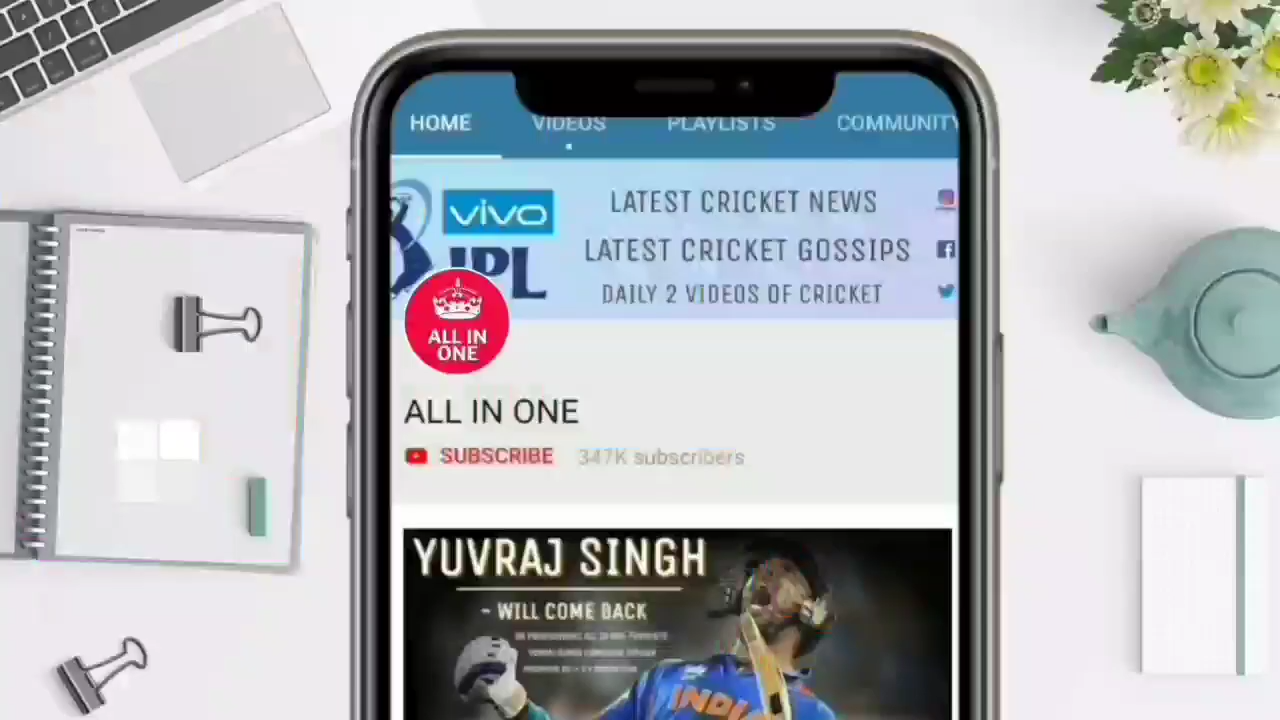 HOME VIDEOS PLAYLISTS COMMUNITY
vivo
IPL
LATEST CRICKET NEWS
LATEST CRICKET GOSSIPS
DAILY 2 VIDEOS OF CRICKET
ALL IN
ONE
ALL IN ONE
SUBSCRIBE 347K subscribers
YUVRAJ SINGH
- WILL COME BACK
INDIA